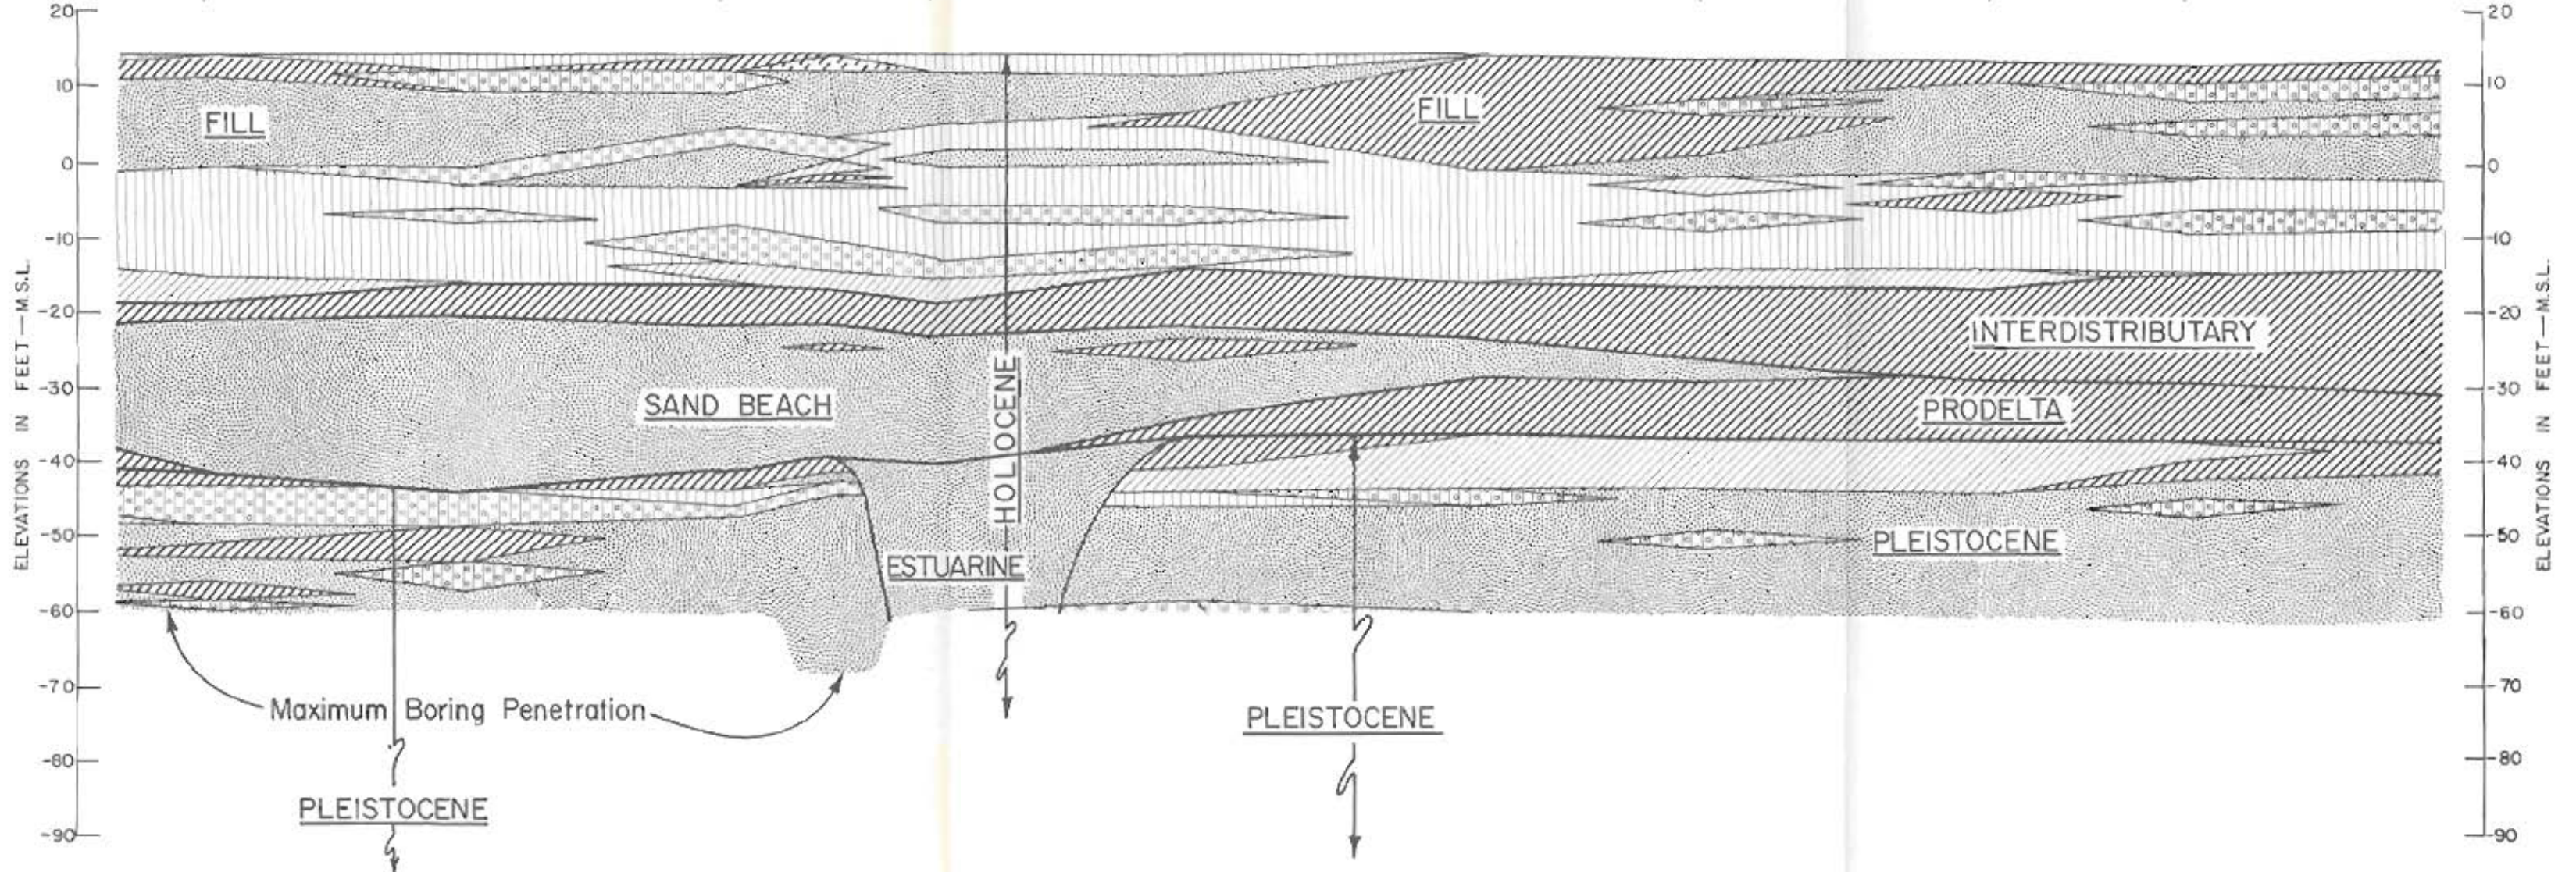 20
10
0
-10
-20
-30
-40
-50
-60
-70
-80
-90
ELEVATIONS IN FEET—M.S.L.
FILL
FILL
INTERDISTRIBUTARY
SAND BEACH
HOLOCENE
PRODELTA
PLEISTOCENE
ESTUARINE
Maximum Boring Penetration
PLEISTOCENE
PLEISTOCENE
20
10
0
-10
-20
-30
-40
-50
-60
-70
-80
-90
ELEVATIONS IN FEET—M.S.L.